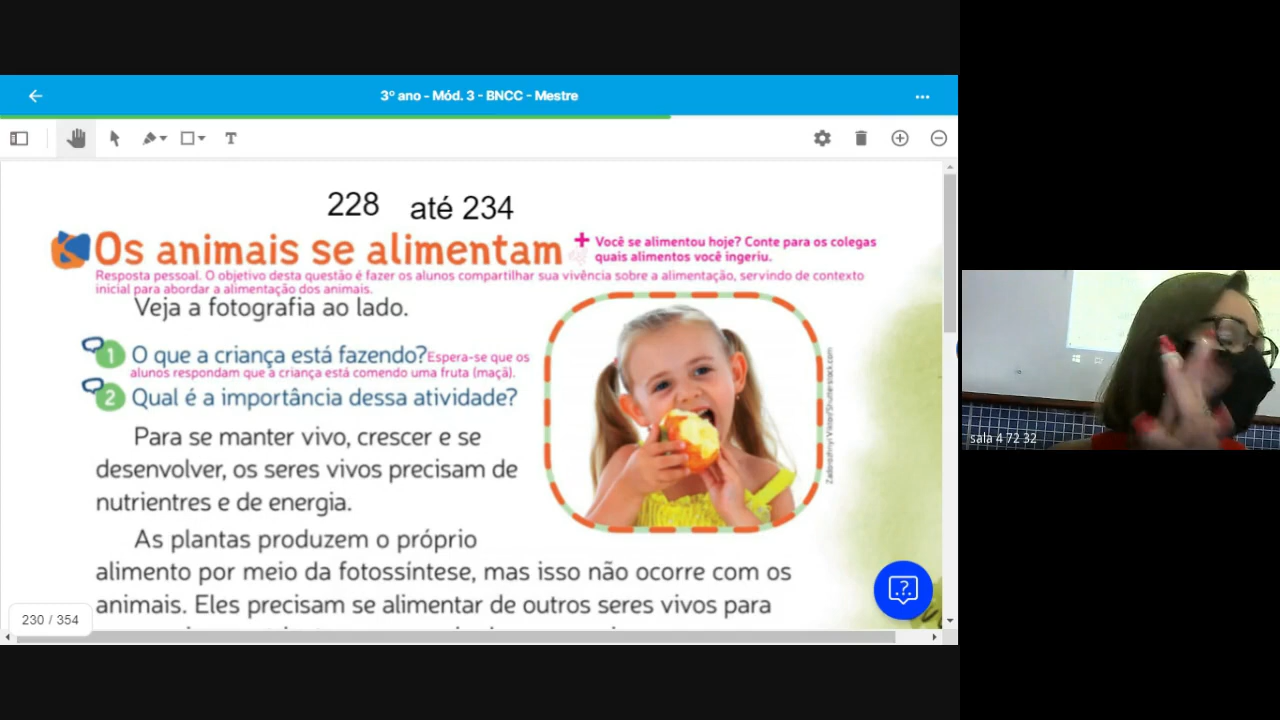 3º ano - Mód. 3 - BNCC - Mestre
T
228 até 234
Os animais se alimentam
+ Você se alimentou hoje? Conte para os colegas
quais alimentos você ingeriu.
Resposta pessoal. O objetivo desta questão é fazer os alunos compartilhar sua vivência sobre a alimentação, servindo de contexto
inicial para abordar a alimentação dos animais.
Veja a fotografia ao lado.
1 O que a criança está fazendo? Espera-se que os
alunos respondam que a criança está comendo uma fruta (maçã).
2 Qual é a importância dessa atividade?
Para se manter vivo, crescer e se
desenvolver, os seres vivos precisam de
nutrientres e de energia.
As plantas produzem o próprio
alimento por meio da fotossíntese, mas isso não ocorre com os
animais. Eles precisam se alimentar de outros seres vivos para
230 / 354
sala 4 72 32